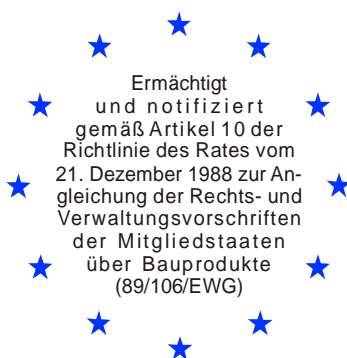 Ermächtigt
und notifiziert
gemäß Artikel 10 der
Richtlinie des Rates vom
21. Dezember 1988 zur An-
gleichung der Rechts- und
Verwaltungsvorschriften
der Mitgliedstaaten
über Bauprodukte
(89/106/EWG)